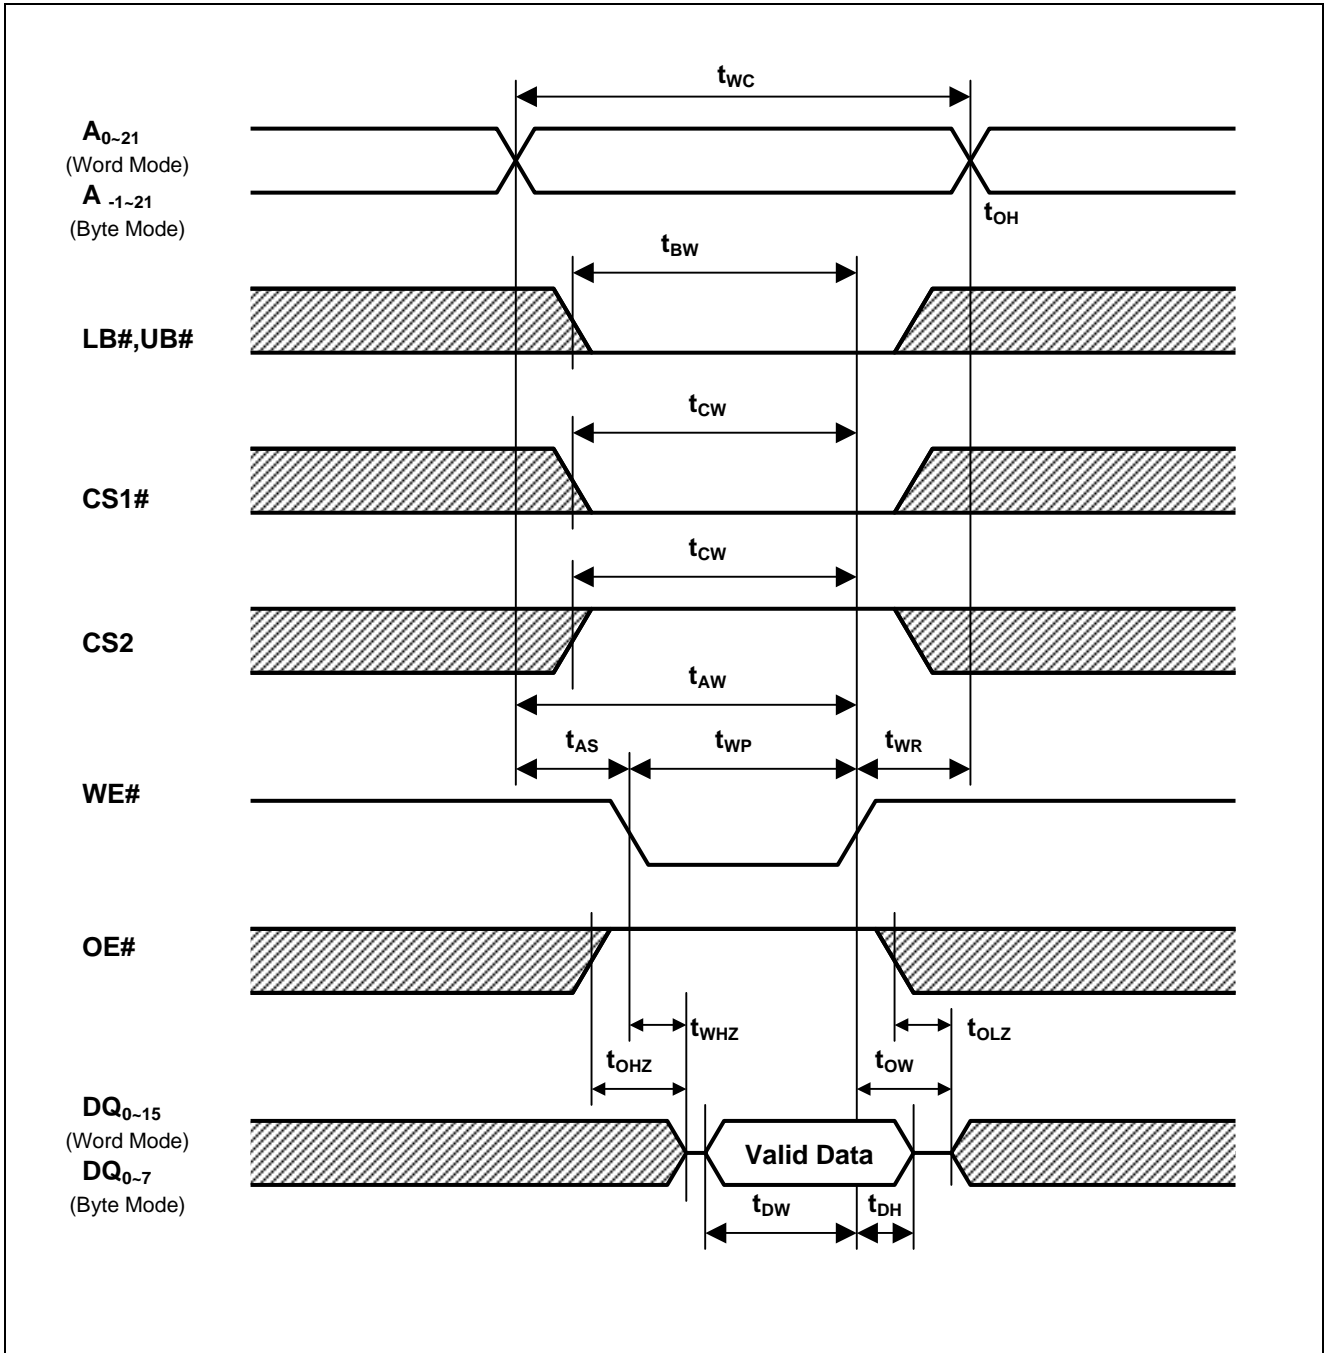 tWC
A0~21
(Word Mode)
A -1~21
(Byte Mode)
tOH
tBW
LB#,UB#
tCW
CS1#
tCW
CS2
tAW
tAS
tWP
tWR
WE#
OE#
tWHZ
tOLZ
tOHZ
tOW
DQ0~15
(Word Mode)
DQ0~7
(Byte Mode)
Valid Data
tDW
tDH